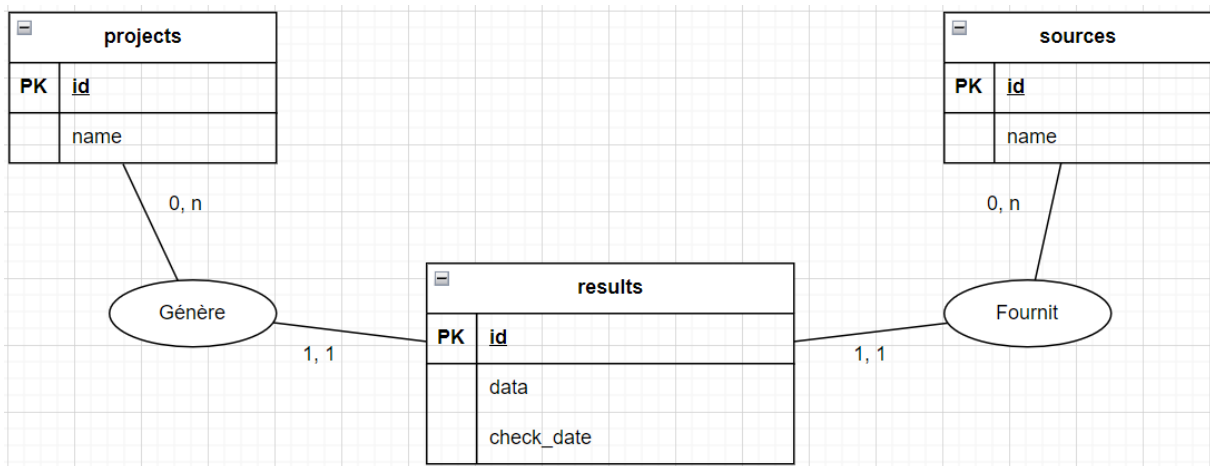 projects
PK id
name
sources
PK id
name
0, n
0, n
Génère
results
Fournit
1, 1
PK id
1, 1
data
check_date